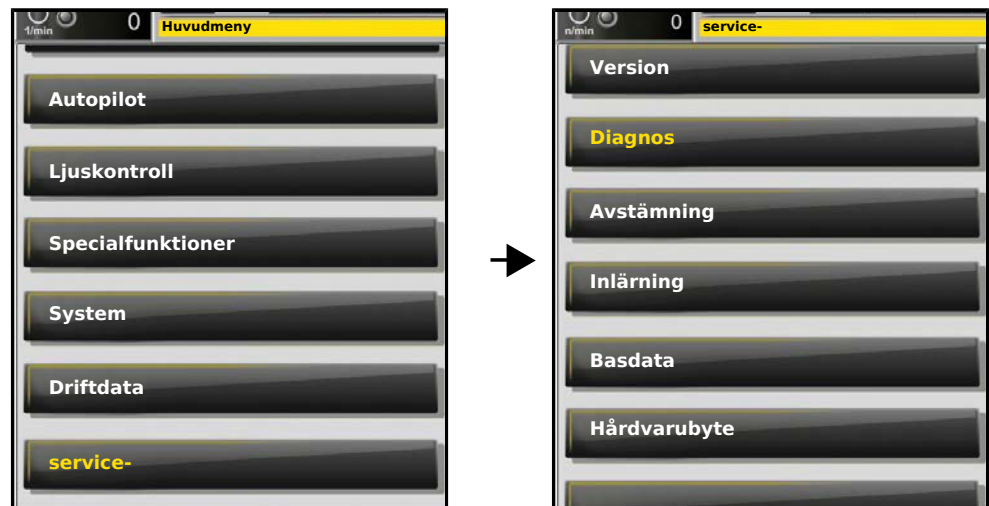 1/min 0 Huvudmeny
Autopilot
Ljuskontroll
Specialfunktioner
System
Driftdata
service-
n/min 0 service-
Version
Diagnos
Avstämning
Inlärning
Basdata
Hårdvarubyte